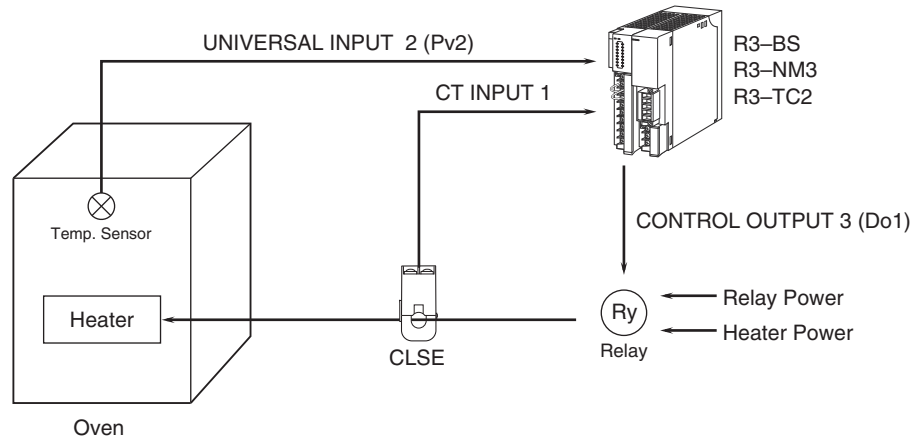 UNIVERSAL INPUT 2 (Pv2)
R3–BS
R3–NM3
R3–TC2
CT INPUT 1
Temp. Sensor
CONTROL OUTPUT 3 (Do1)
Heater
Ry
Relay Power
Heater Power
Relay
CLSE
Oven